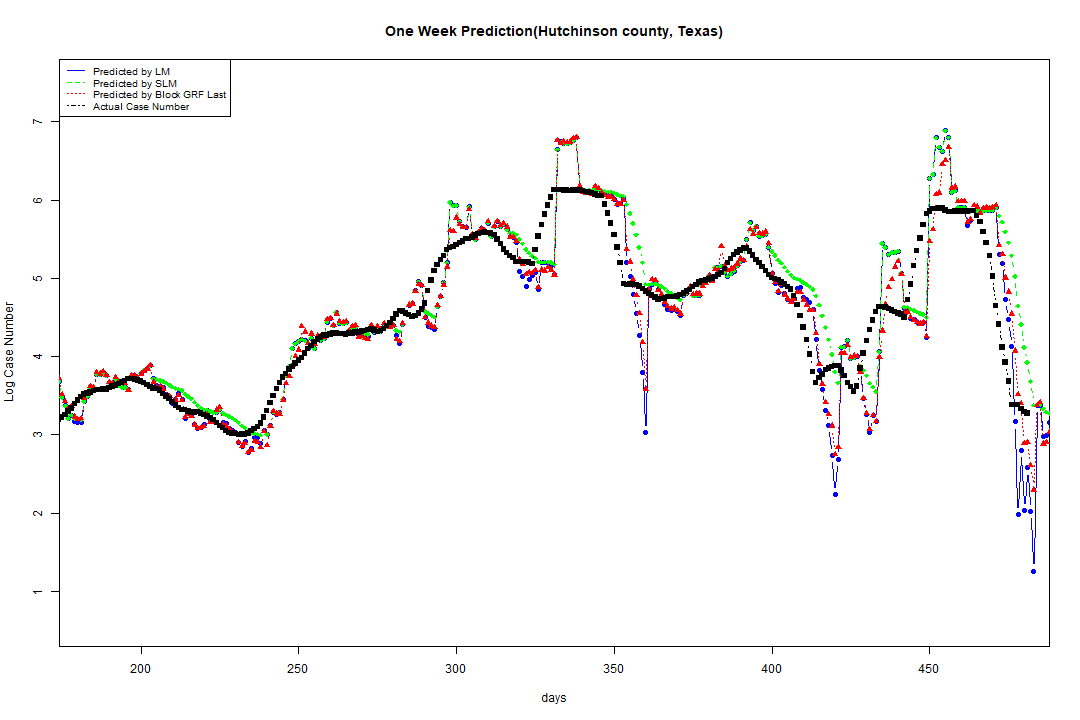 One Week Prediction(Hutchinson county, Texas)
Predicted by LM
Predicted by SLM
Predicted by Block GRF Last
Actual Case Number
Log Case Number
7
6
5
4
3
2
1
200 250 300 350 400 450
days